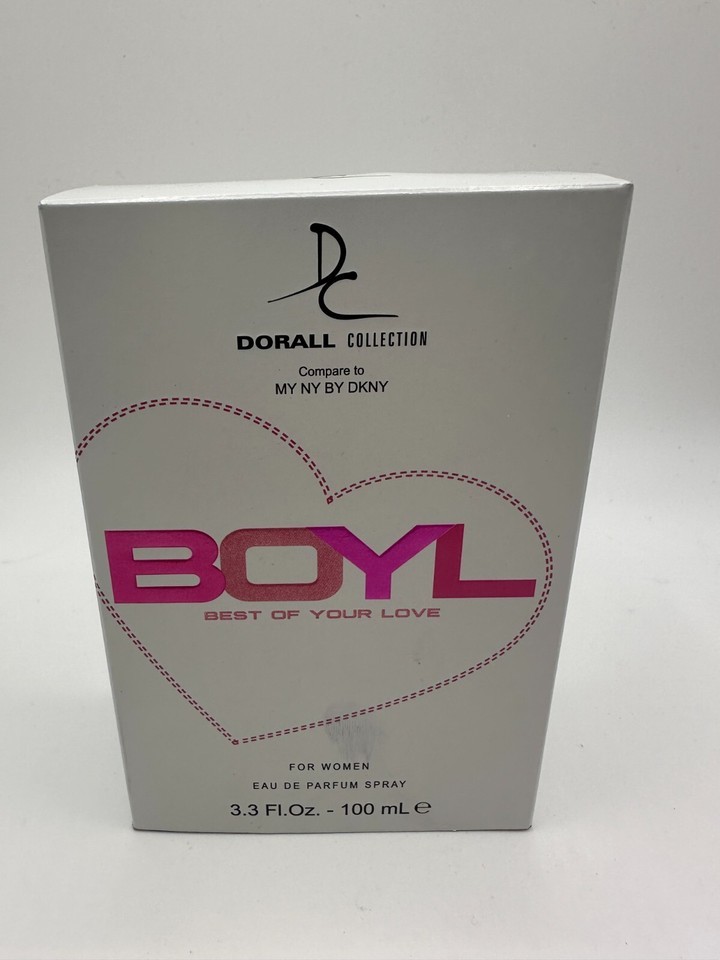 DC
DORALL COLLECTION
Compare to
MY NY BY DKNY
BOYL
BEST OF YOUR LOVE
FOR WOMEN
EAU DE PARFUM SPRAY
3.3 Fl.Oz. - 100 mL ℮